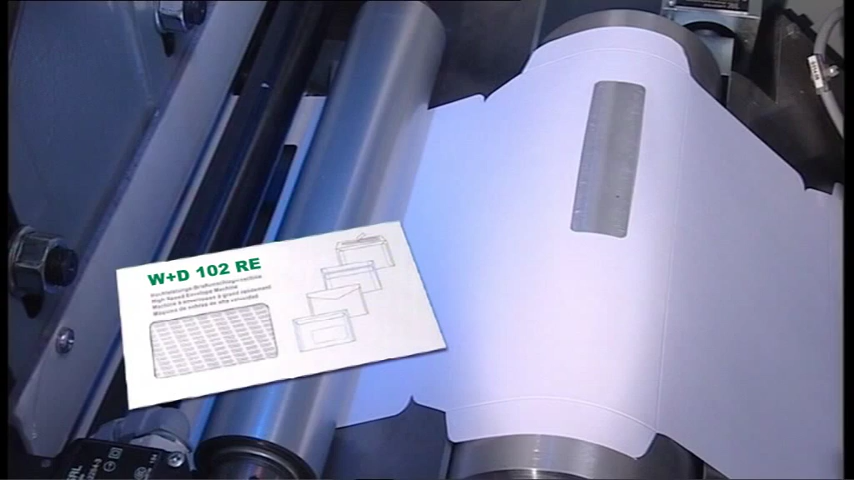 W+D 102 RE
Hochleistungs-Briefumschlagmaschine
High Speed Envelope Machine
Machine à enveloppes à grand rendement
Máquina de sobres de alta velocidad